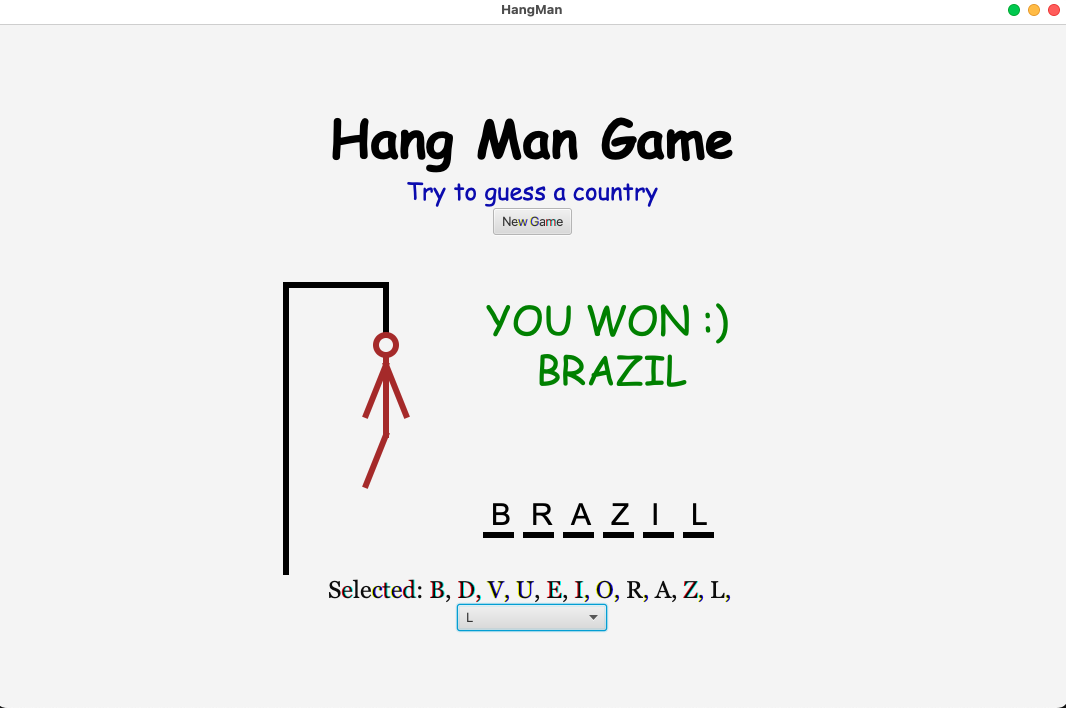 HangMan
Hang Man Game
Try to guess a country
New Game
YOU WON :)
BRAZIL
B R A Z I L
Selected: B, D, V, U, E, I, O, R, A, Z, L,
L